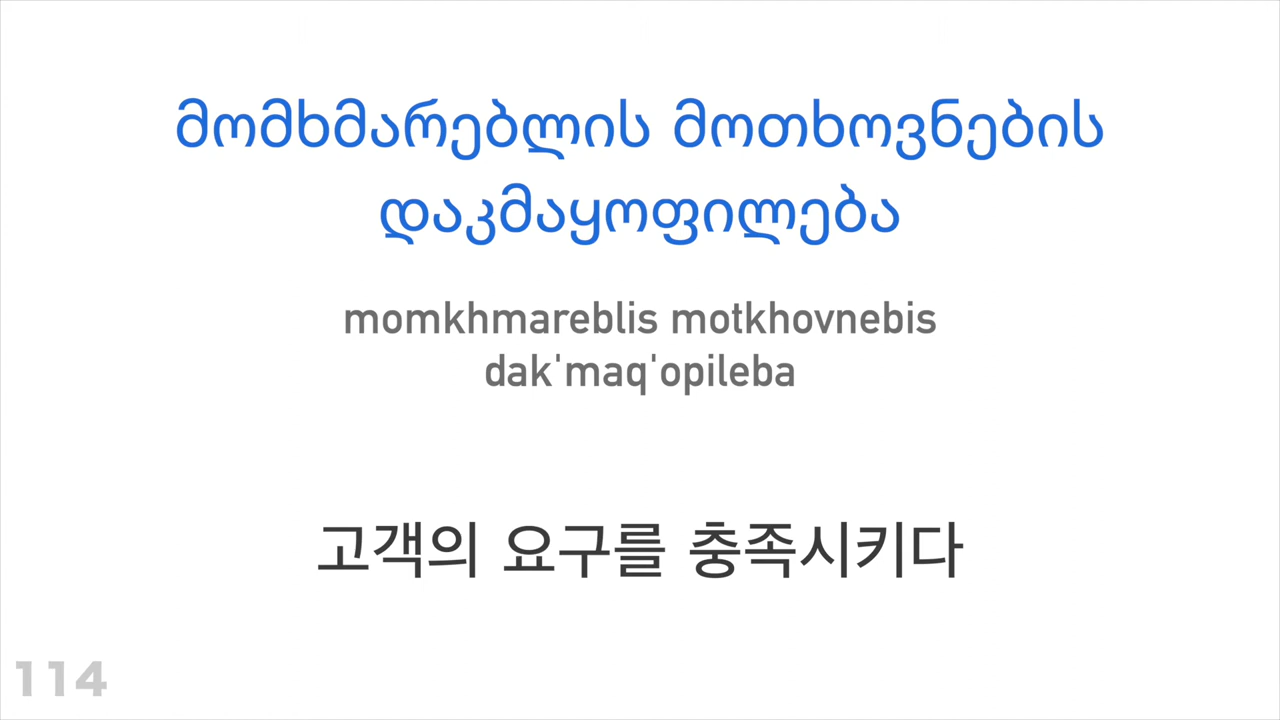 მომხმარებლის მოთხოვნების
დაკმაყოფილება
momkhmareblis motkhovnebis
dak'maq'opileba
고객의 요구를 충족시키다
114